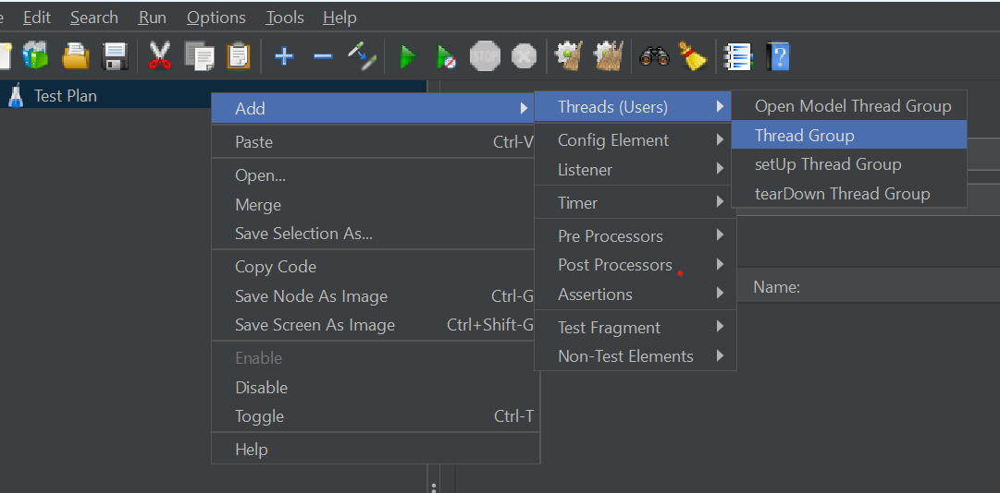 Edit Search Run Options Tools Help
STOP
Test Plan
Add
Paste Ctrl-V
Open...
Merge
Save Selection As...
Copy Code
Save Node As Image Ctrl-G
Save Screen As Image Ctrl+Shift-G
Enable
Disable
Toggle Ctrl-T
Help
Threads (Users)
Config Element
Listener
Timer
Pre Processors
Post Processors
Assertions
Test Fragment
Non-Test Elements
Open Model Thread Group
Thread Group
setUp Thread Group
tearDown Thread Group
Name: